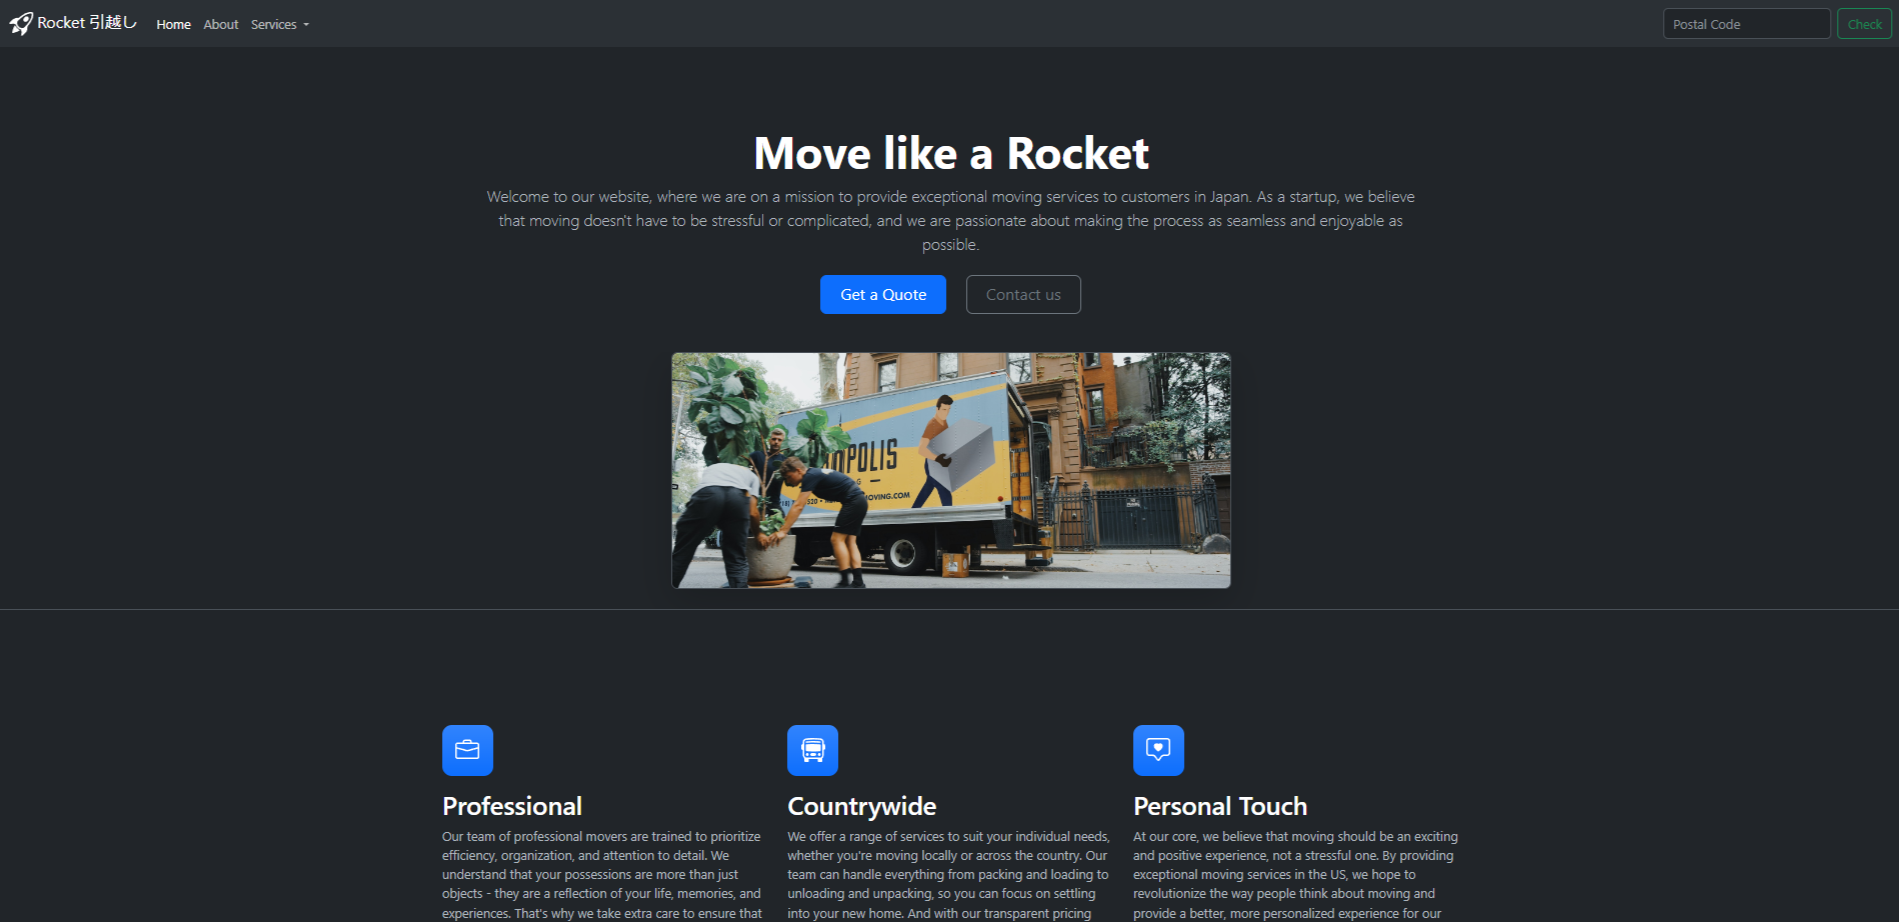 Rocket 引越し
Home
About
Services
Postal Code
Check
Move like a Rocket
Welcome to our website, where we are on a mission to provide exceptional moving services to customers in Japan. As a startup, we believe
that moving doesn't have to be stressful or complicated, and we are passionate about making the process as seamless and enjoyable as
possible.
Get a Quote
Contact us
POLIS
OVING.COM
Professional
Our team of professional movers are trained to prioritize
efficiency, organization, and attention to detail. We
understand that your possessions are more than just
objects - they are a reflection of your life, memories, and
experiences. That's why we take extra care to ensure that
Countrywide
We offer a range of services to suit your individual needs,
whether you're moving locally or across the country. Our
team can handle everything from packing and loading to
unloading and unpacking, so you can focus on settling
into your new home. And with our transparent pricing
Personal Touch
At our core, we believe that moving should be an exciting
and positive experience, not a stressful one. By providing
exceptional moving services in the US, we hope to
revolutionize the way people think about moving and
provide a better, more personalized experience for our